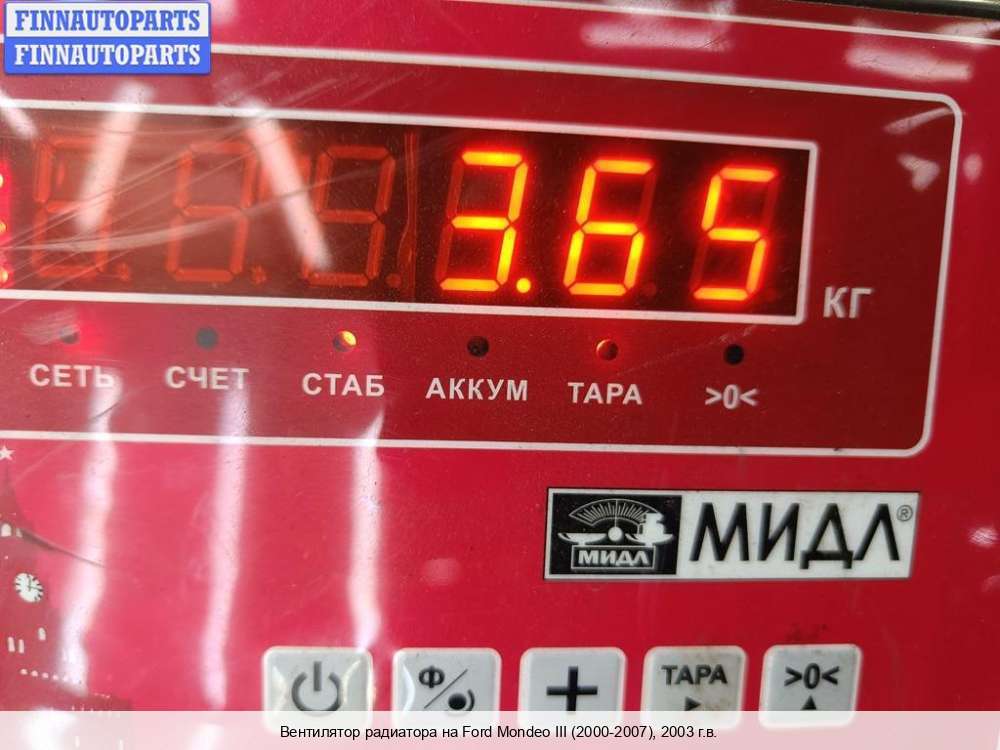 FINNAUTOPARTS
FINNAUTOPARTS
3.65
КГ
СЕТЬ СЧЕТ СТАБ АККУМ ТАРА >0<
МИДЛ МИДЛ®
Ф ТАРА >0<
Вентилятор радиатора на Ford Mondeo III (2000-2007), 2003 г.в.